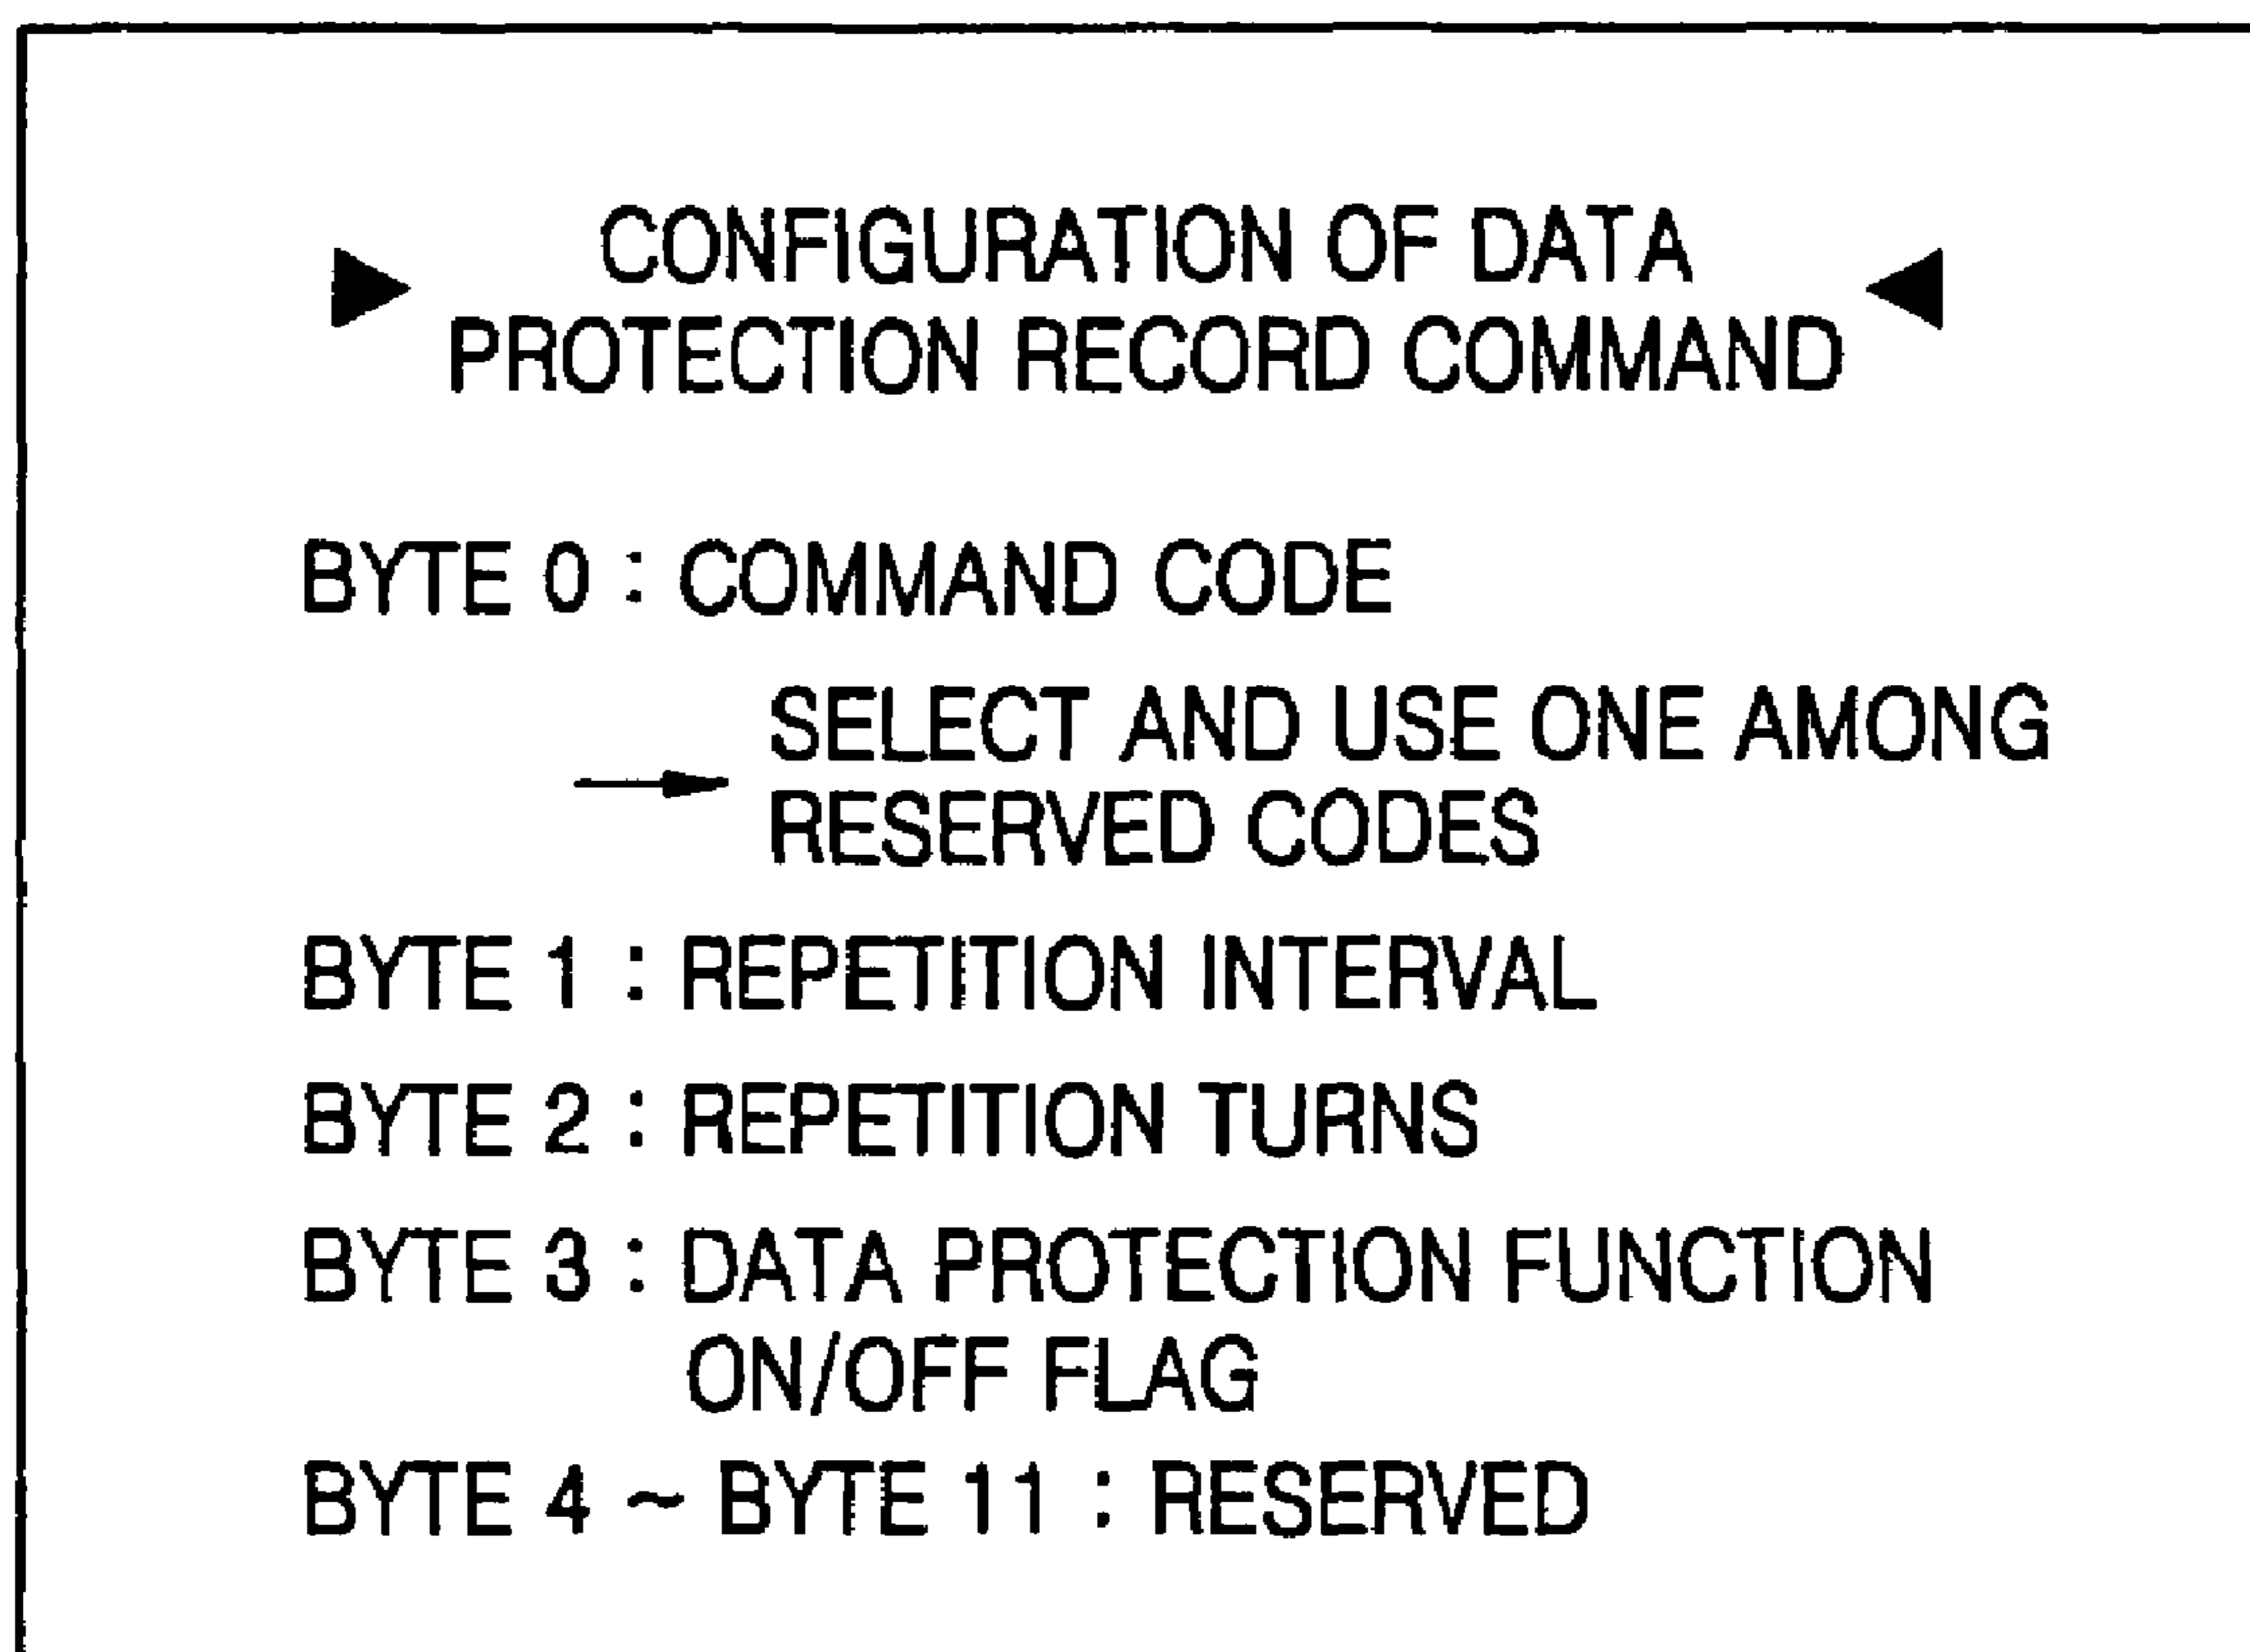 CONFIGURATION OF DATA
PROTECTION RECORD COMMAND
BYTE 0 : COMMAND CODE
SELECT AND USE ONE AMONG
RESERVED CODES
BYTE 1 : REPETITION INTERVAL
BYTE 2 : REPETITION TURNS
BYTE 3 : DATA PROTECTION FUNCTION
ON/OFF FLAG
BYTE 4 ~ BYTE 11 : RESERVED